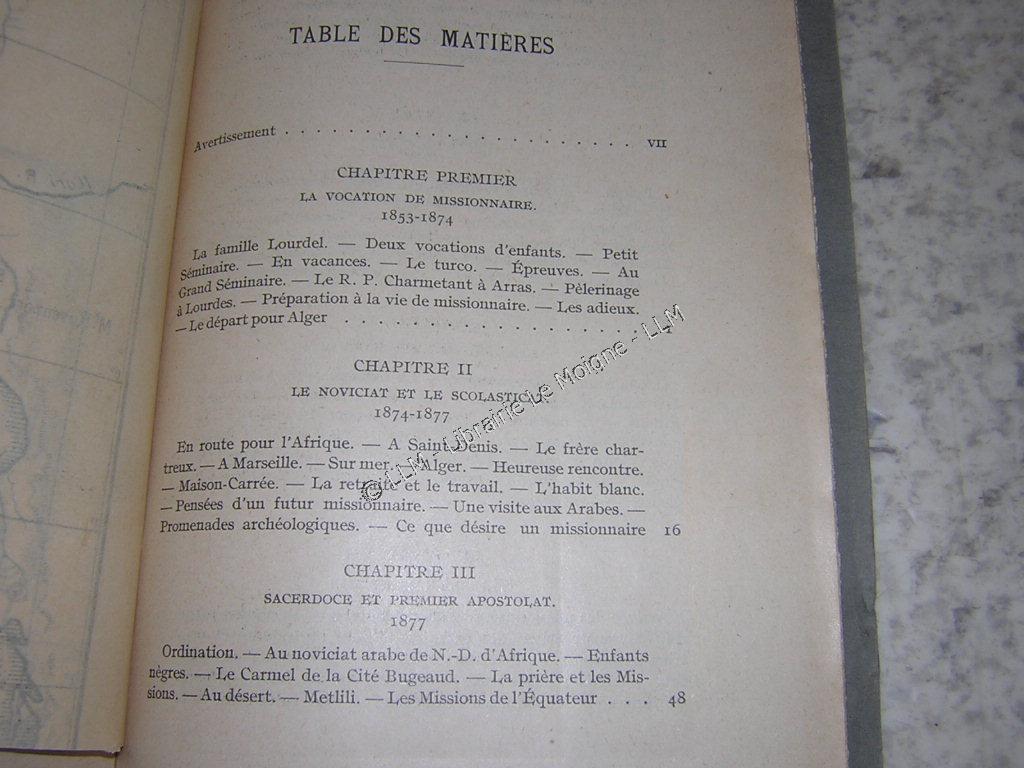 TABLE DES MATIÈRES
Avertissement . . . . . . . . . . . . . . . . . . . . VII
CHAPITRE PREMIER
LA VOCATION DE MISSIONNAIRE.
1853-1874
La famille Lourdel. — Deux vocations d'enfants. — Petit
Séminaire. — En vacances. — Le turco. — Épreuves. — Au
Grand Séminaire. — Le R. P. Charmetant à Arras. — Pèlerinage
à Lourdes. — Préparation à la vie de missionnaire. — Les adieux.
— Le départ pour Alger . . . . . . . . . . . . . . .
CHAPITRE II
LE NOVICIAT ET LE SCOLASTICAT
1874-1877
En route pour l'Afrique. — A Saint-Denis. — Le frère char-
treux. — A Marseille. — Sur mer. — Alger. — Heureuse rencontre.
— Maison-Carrée. — La retraite et le travail. — L'habit blanc.
— Pensées d'un futur missionnaire. — Une visite aux Arabes. —
Promenades archéologiques. — Ce que désire un missionnaire 16
CHAPITRE III
SACERDOCE ET PREMIER APOSTOLAT.
1877
Ordination. — Au noviciat arabe de N.-D. d'Afrique. — Enfants
nègres. — Le Carmel de la Cité Bugeaud. — La prière et les Mis-
sions. — Au désert. — Metlili. — Les Missions de l'Équateur . . . 48
© LLM - Librairie Le Moigne - LLM